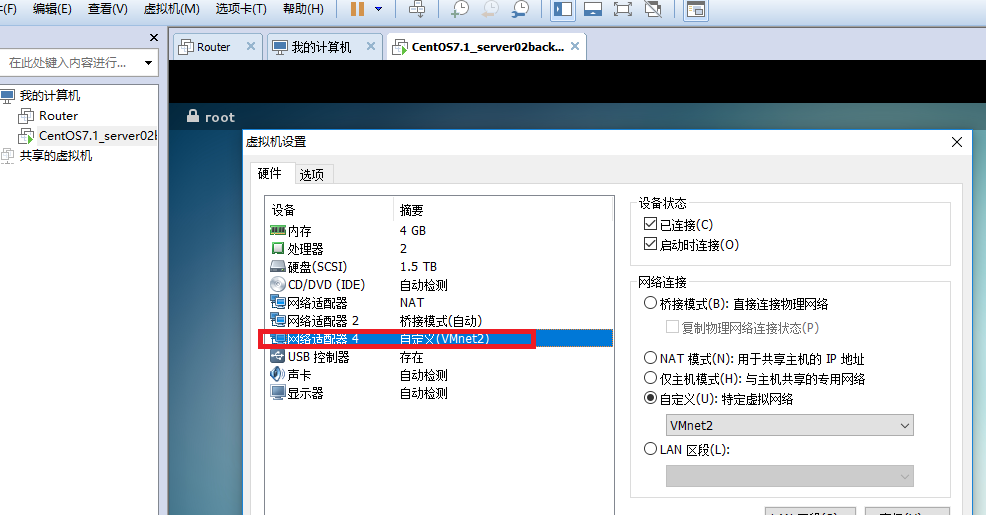 编辑(E) 查看(V) 虚拟机(M) 选项卡(T) 帮助(H)
在此处键入内容进行...
我的计算机
Router
CentOS7.1_server02b
共享的虚拟机
Router 我的计算机 CentOS7.1_server02back...
root
虚拟机设置
硬件 选项
设备 摘要
内存 4 GB
处理器 2
硬盘(SCSI) 1.5 TB
CD/DVD (IDE) 自动检测
网络适配器 NAT
网络适配器 2 桥接模式(自动)
网络适配器 4 自定义(VMnet2)
USB 控制器 存在
声卡 自动检测
显示器 自动检测
设备状态
已连接(C)
启动时连接(O)
网络连接
桥接模式(B): 直接连接物理网络
复制物理网络连接状态(P)
NAT 模式(N): 用于共享主机的 IP 地址
仅主机模式(H): 与主机共享的专用网络
自定义(U): 特定虚拟网络
VMnet2
LAN 区段(L):